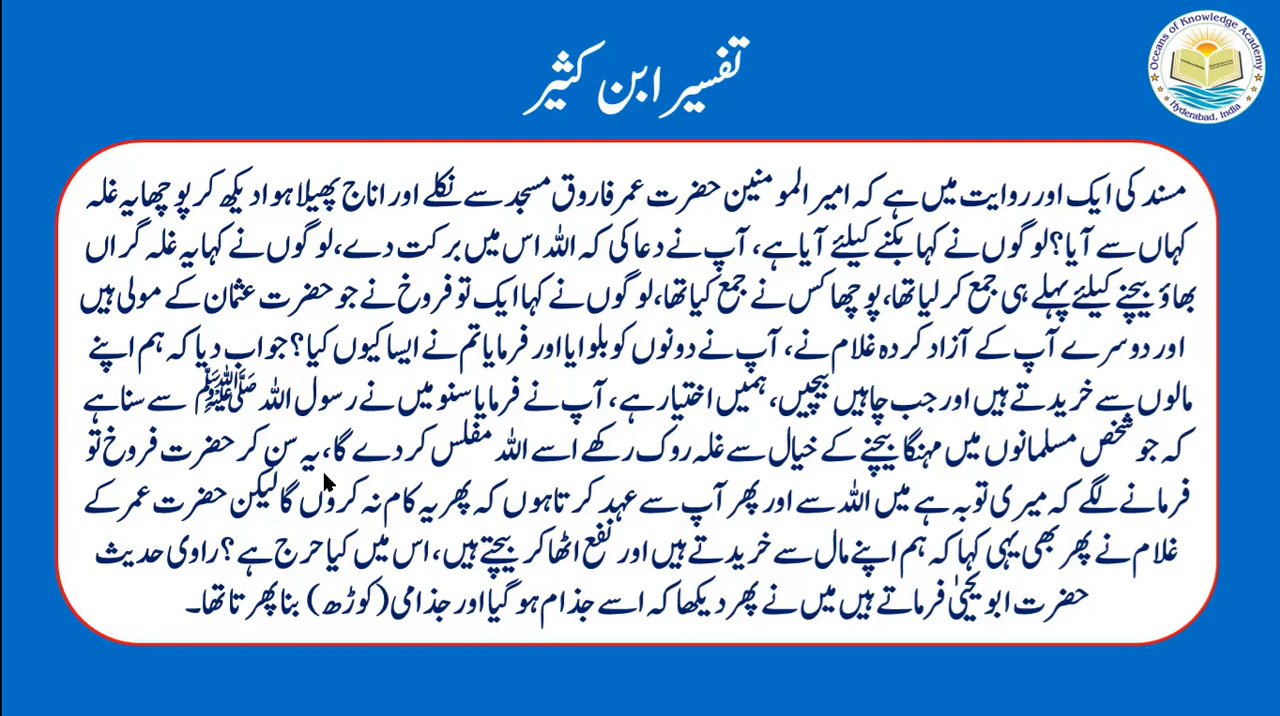 تفسیر ابن کثیر
Oceans of Knowledge Academy
Hyderabad, India
مسند کی ایک اور روایت میں ہے کہ امیر المومنین حضرت عمر فاروق مسجد سے نکلے اور اناج پھیلا ہوا دیکھ کر پوچھا یہ غلہ
کہاں سے آیا؟ لوگوں نے کہا بکنے کیلئے آیا ہے، آپ نے دعا کی کہ اللہ اس میں برکت دے، لوگوں نے کہا یہ غلہ گراں
بھاؤ بیچنے کیلئے پہلے ہی جمع کر لیا تھا، پوچھا کس نے جمع کیا تھا، لوگوں نے کہا ایک تو فروخ نے جو حضرت عثمان کے مولی ہیں
اور دوسرے آپ کے آزاد کردہ غلام نے، آپ نے دونوں کو بلوایا اور فرمایا تم نے ایسا کیوں کیا؟ جواب دیا کہ ہم اپنے
مالوں سے خریدتے ہیں اور جب چاہیں بیچیں، ہمیں اختیار ہے، آپ نے فرمایا سنو میں نے رسول اللہ ﷺ سے سنا ہے
کہ جو شخص مسلمانوں میں مہنگا بیچنے کے خیال سے غلہ روک رکھے اسے اللہ مفلس کر دے گا، یہ سن کر حضرت فروخ تو
فرمانے لگے کہ میری توبہ ہے میں اللہ سے اور پھر آپ سے عہد کرتا ہوں کہ پھر یہ کام نہ کروں گا لیکن حضرت عمر کے
غلام نے پھر بھی یہی کہا کہ ہم اپنے مال سے خریدتے ہیں اور نفع اٹھا کر بیچتے ہیں، اس میں کیا حرج ہے؟ راوی حدیث
حضرت ابو یحییٰ فرماتے ہیں میں نے پھر دیکھا کہ اسے جذام ہو گیا اور جذامی (کوڑھ) بنا پھرتا تھا۔